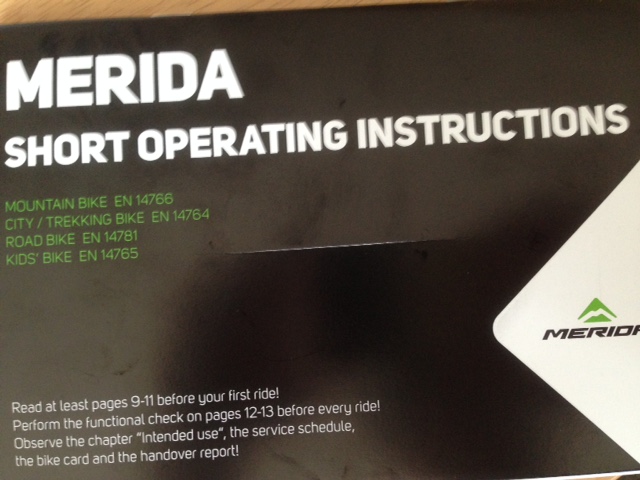 MERIDA
SHORT OPERATING INSTRUCTIONS
MOUNTAIN BIKE EN 14766
CITY / TREKKING BIKE EN 14764
ROAD BIKE EN 14781
KIDS' BIKE EN 14765
MERIDA
Read at least pages 9-11 before your first ride!
Perform the functional check on pages 12-13 before every ride!
Observe the chapter "Intended use", the service schedule,
the bike card and the handover report!